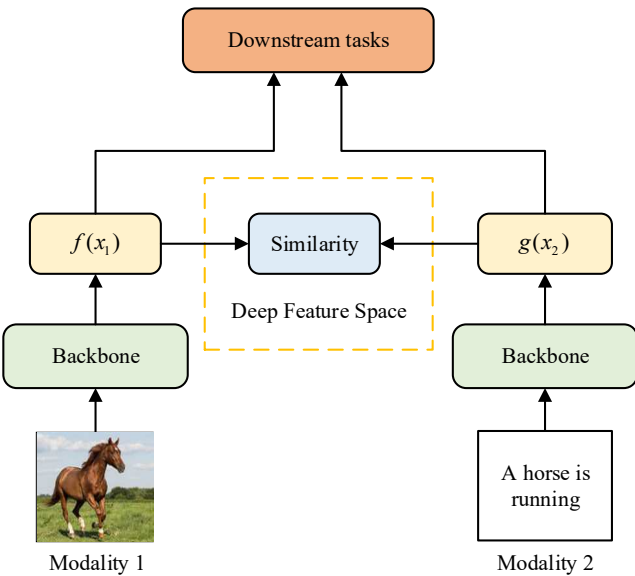 Downstream tasks
f(x₁)
Similarity
g(x₂)
Deep Feature Space
Backbone
Backbone
A horse is
running
Modality 1
Modality 2